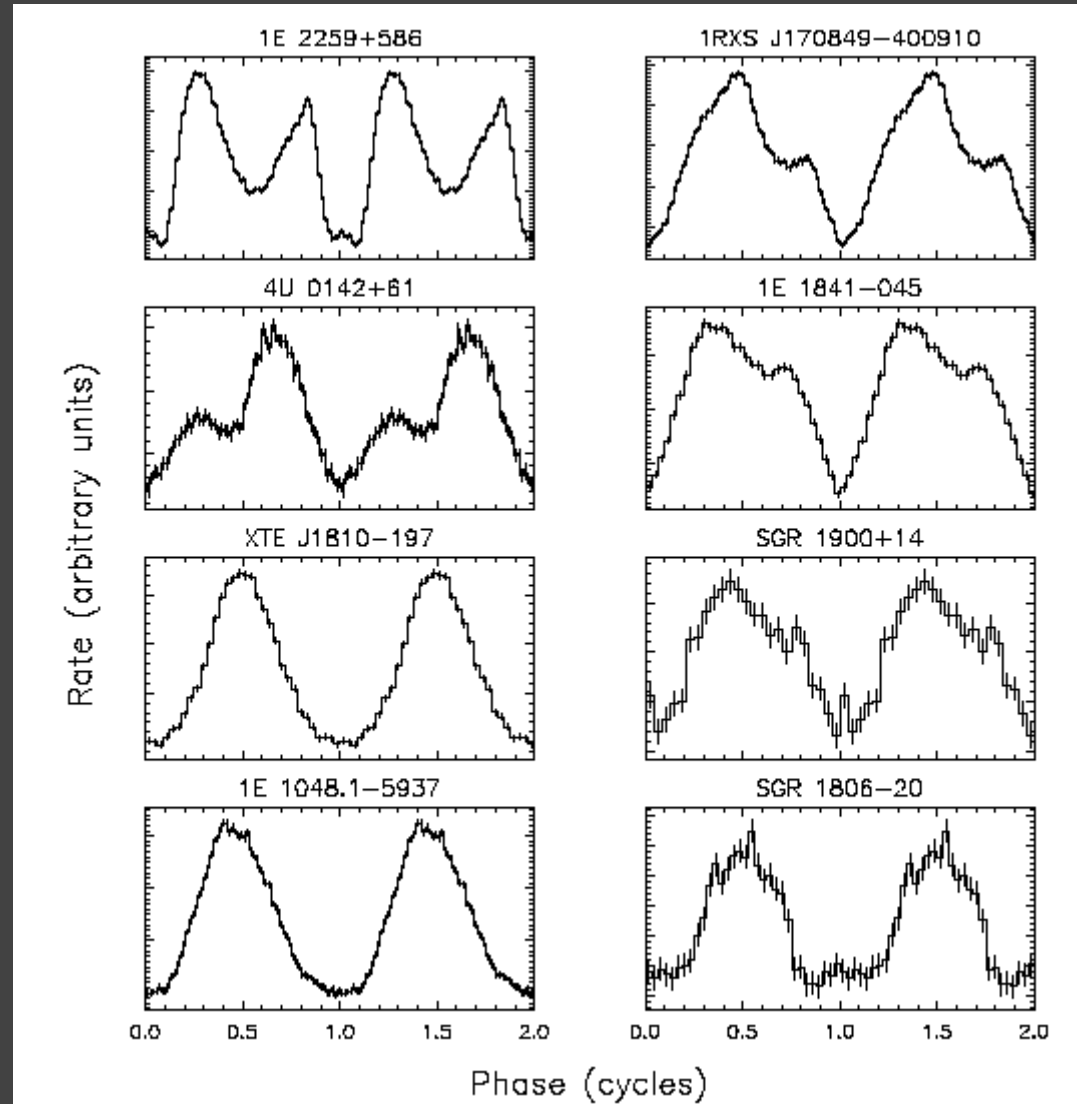 1E 2259+586
1RXS J170849−400910
4U 0142+61
1E 1841−045
XTE J1810−197
SGR 1900+14
1E 1048.1−5937
SGR 1806−20
Rate (arbitrary units)
0.0 0.5 1.0 1.5 2.0
0.0 0.5 1.0 1.5 2.0
Phase (cycles)